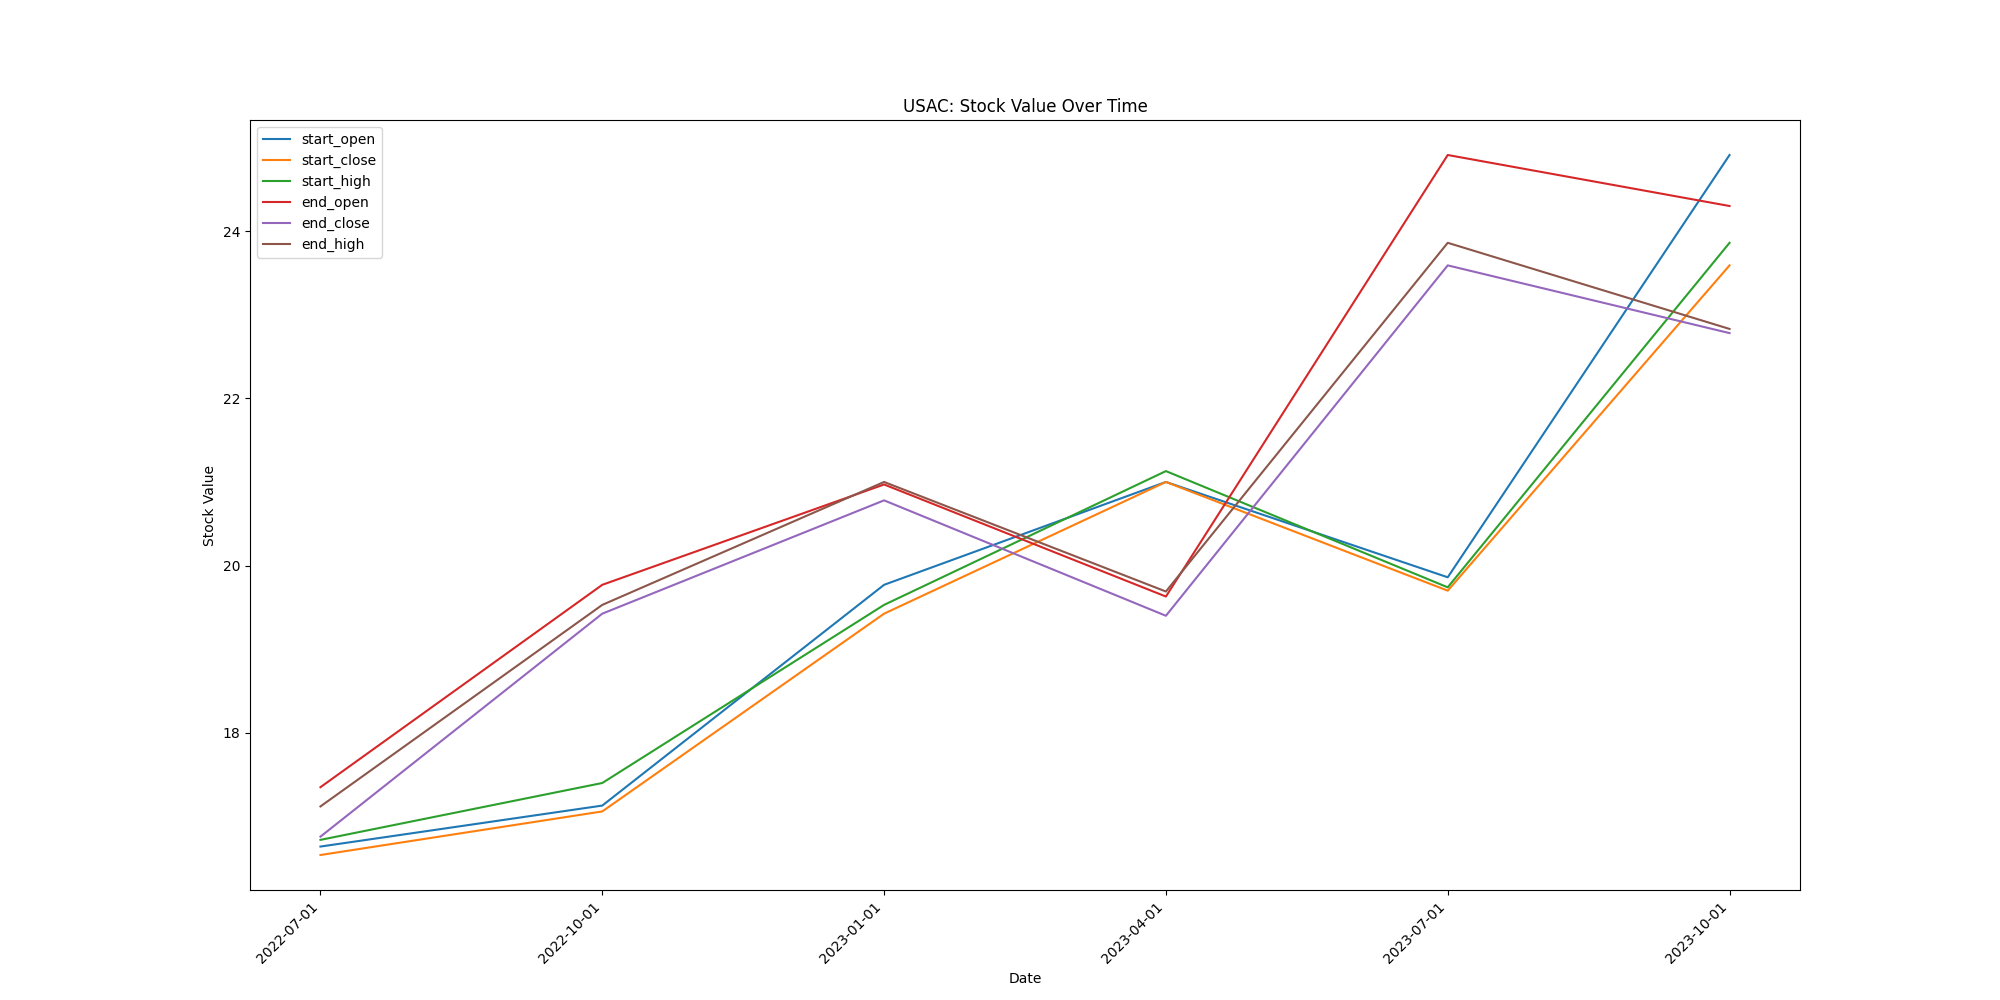 USAC: Stock Value Over Time
start_open
start_close
start_high
end_open
end_close
end_high
Stock Value
24
22
20
18
2022-07-01
2022-10-01
2023-01-01
2023-04-01
2023-07-01
2023-10-01
Date